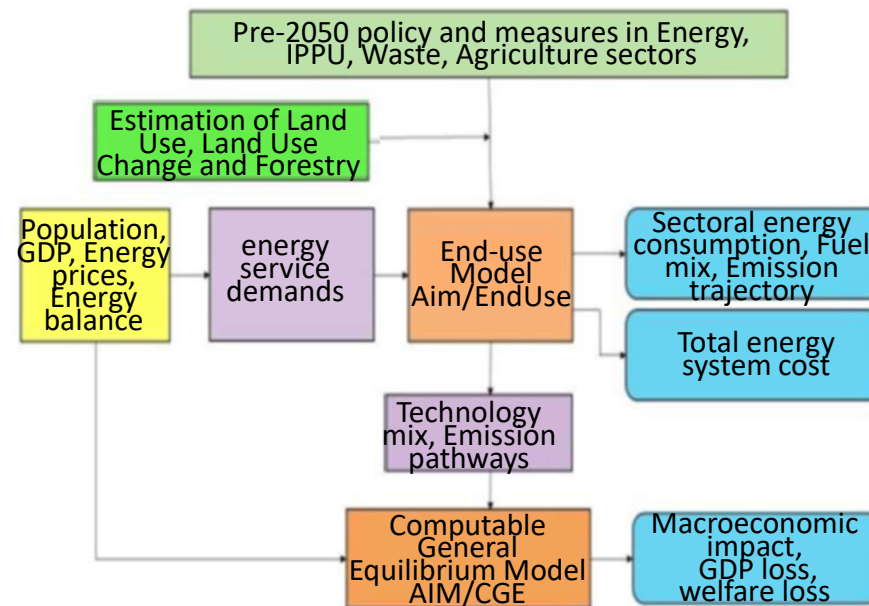 Pre-2050 policy and measures in Energy,
IPPU, Waste, Agriculture sectors
Estimation of Land
Use, Land Use
Change and Forestry
Population,
GDP, Energy
prices,
Energy
balance
energy
service
demands
End-use
Model
Aim/EndUse
Sectoral energy
consumption, Fuel
mix, Emission
trajectory
Total energy
system cost
Technology
mix, Emission
pathways
Computable
General
Equilibrium Model
AIM/CGE
Macroeconomic
impact,
GDP loss,
welfare loss